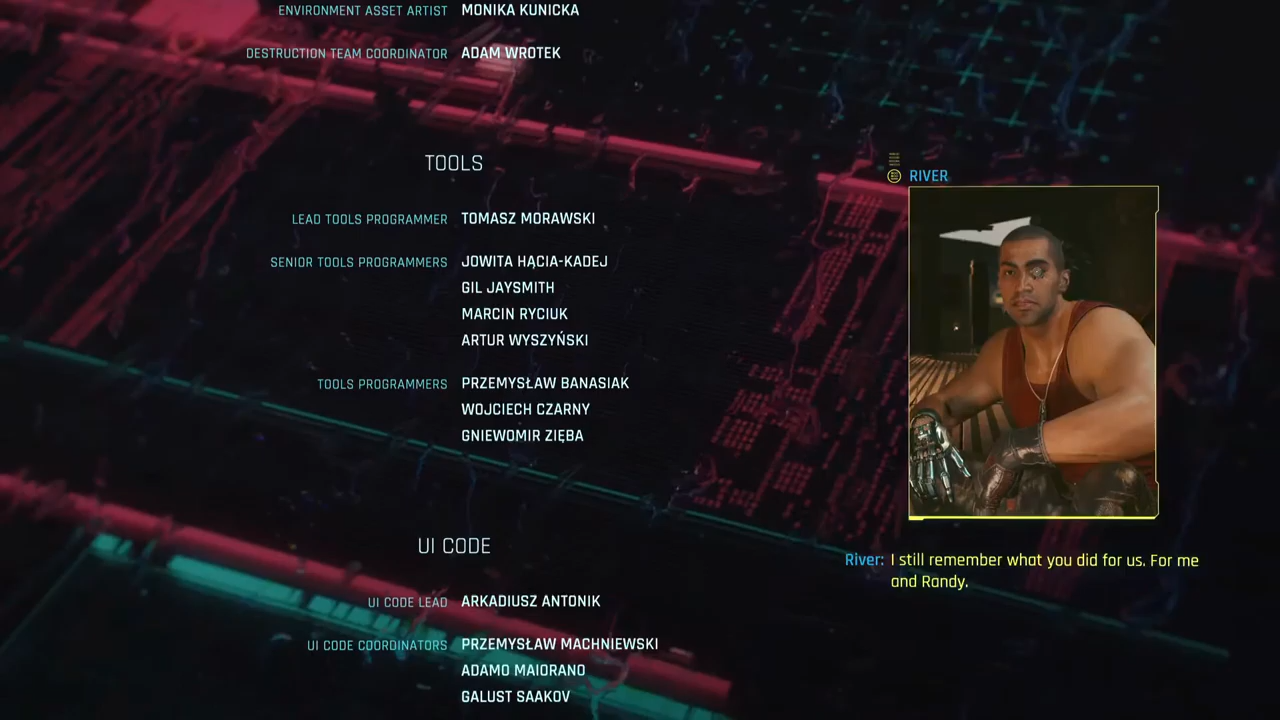 ENVIRONMENT ASSET ARTIST MONIKA KUNICKA
DESTRUCTION TEAM COORDINATOR ADAM WROTEK
TOOLS
LEAD TOOLS PROGRAMMER TOMASZ MORAWSKI
SENIOR TOOLS PROGRAMMERS JOWITA HĄCIA-KADEJ
GIL JAYSMITH
MARCIN RYCIUK
ARTUR WYSZYŃSKI
TOOLS PROGRAMMERS PRZEMYSŁAW BANASIAK
WOJCIECH CZARNY
GNIEWOMIR ZIĘBA
UI CODE
UI CODE LEAD ARKADIUSZ ANTONIK
UI CODE COORDINATORS PRZEMYSŁAW MACHNIEWSKI
ADAMO MAIORANO
GALUST SAAKOV
RIVER
River: I still remember what you did for us. For me
and Randy.